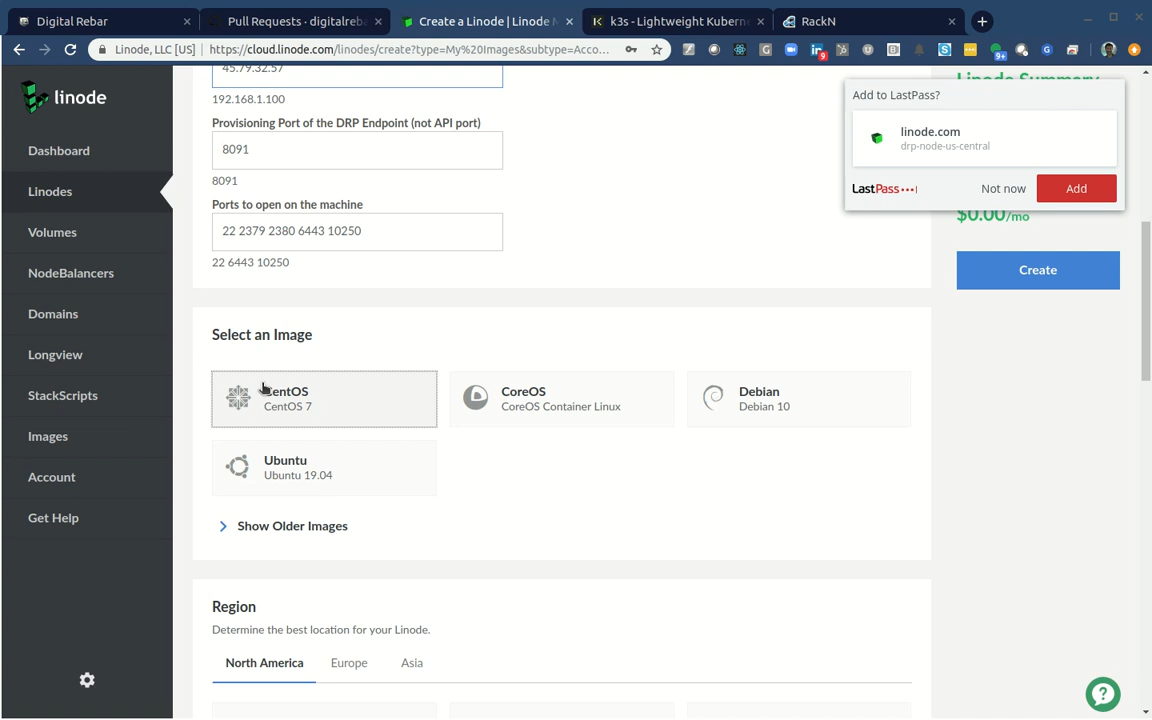 Digital Rebar
Pull Requests · digitalreba
Create a Linode | Linode M
k3s - Lightweight Kuberne
RackN
Linode, LLC [US]
https://cloud.linode.com/linodes/create?type=My%20Images&subtype=Acco...
9
9+
linode
Dashboard
Linodes
Volumes
NodeBalancers
Domains
Longview
StackScripts
Images
Account
Get Help
45.79.32.57
192.168.1.100
Provisioning Port of the DRP Endpoint (not API port)
8091
8091
Ports to open on the machine
22 2379 2380 6443 10250
22 6443 10250
Select an Image
CentOS
CentOS 7
CoreOS
CoreOS Container Linux
Debian
Debian 10
Ubuntu
Ubuntu 19.04
Show Older Images
Region
Determine the best location for your Linode.
North America
Europe
Asia
Linode Summary
Add to LastPass?
linode.com
drp-node-us-central
LastPass
Not now
Add
$0.00/mo
Create